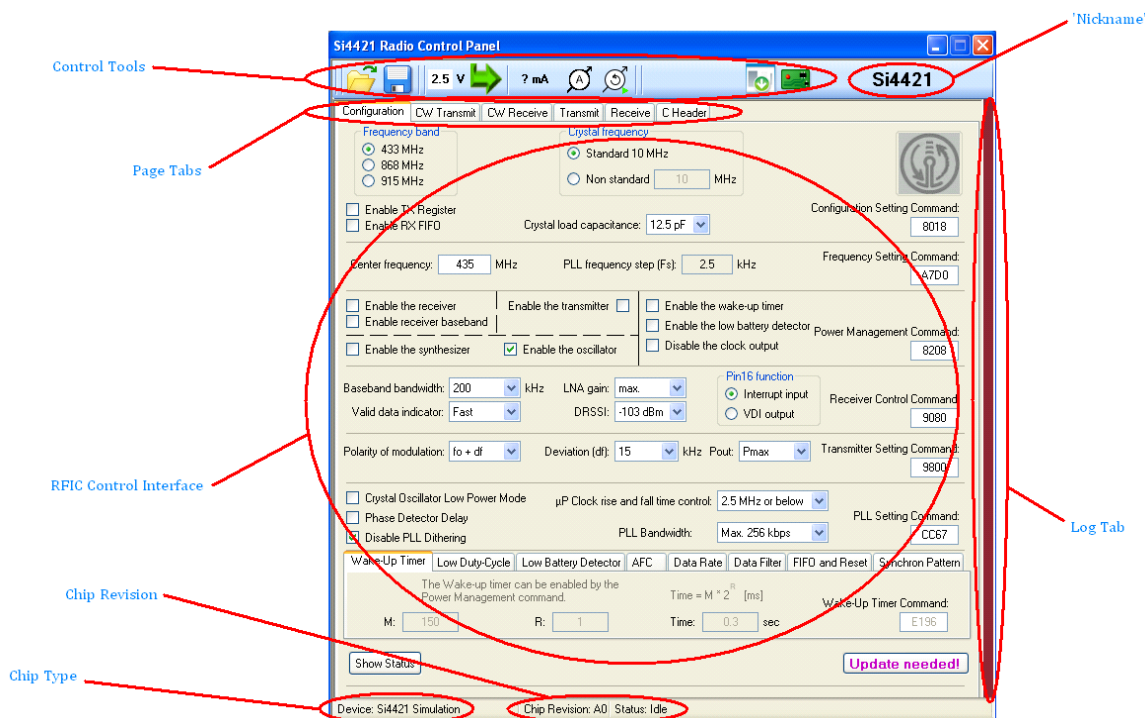 'Nickname'
Si4421 Radio Control Panel
Control Tools
2.5 V ? mA A Si4421
Configuration CW Transmit CW Receive Transmit Receive C Header
Page Tabs
Frequency band
433 MHz
868 MHz
915 MHz
Crystal frequency
Standard 10 MHz
Non standard 10 MHz
Enable TX Register
Enable RX FIFO
Crystal load capacitance: 12.5 pF
Configuration Setting Command:
8018
Center frequency: 435 MHz PLL frequency step (Fs): 2.5 kHz
Frequency Setting Command:
A7D0
Enable the receiver
Enable receiver baseband
Enable the transmitter
Enable the synthesizer
Enable the oscillator
Enable the wake-up timer
Enable the low battery detector
Disable the clock output
Power Management Command:
8208
Baseband bandwidth: 200 kHz LNA gain: max.
Valid data indicator: Fast DRSSI: -103 dBm
Pin16 function
Interrupt input
VDI output
Receiver Control Command
9080
Polarity of modulation: fo + df Deviation (df): 15 kHz Pout: Pmax
Transmitter Setting Command:
9800
RFIC Control Interface
Crystal Oscillator Low Power Mode
Phase Detector Delay
Disable PLL Dithering
µP Clock rise and fall time control: 2.5 MHz or below
PLL Bandwidth: Max. 256 kbps
PLL Setting Command:
CC67
Log Tab
Wake-Up Timer Low Duty-Cycle Low Battery Detector AFC Data Rate Data Filter FIFO and Reset Synchron Pattern
The Wake-up timer can be enabled by the
Power Management command.
Time = M * 2^R [ms]
M: 150 R: 1 Time: 0.3 sec
Wake-Up Timer Command:
E196
Chip Revision
Show Status
Update needed!
Chip Type
Device: Si4421 Simulation Chip Revision: A0 Status: Idle